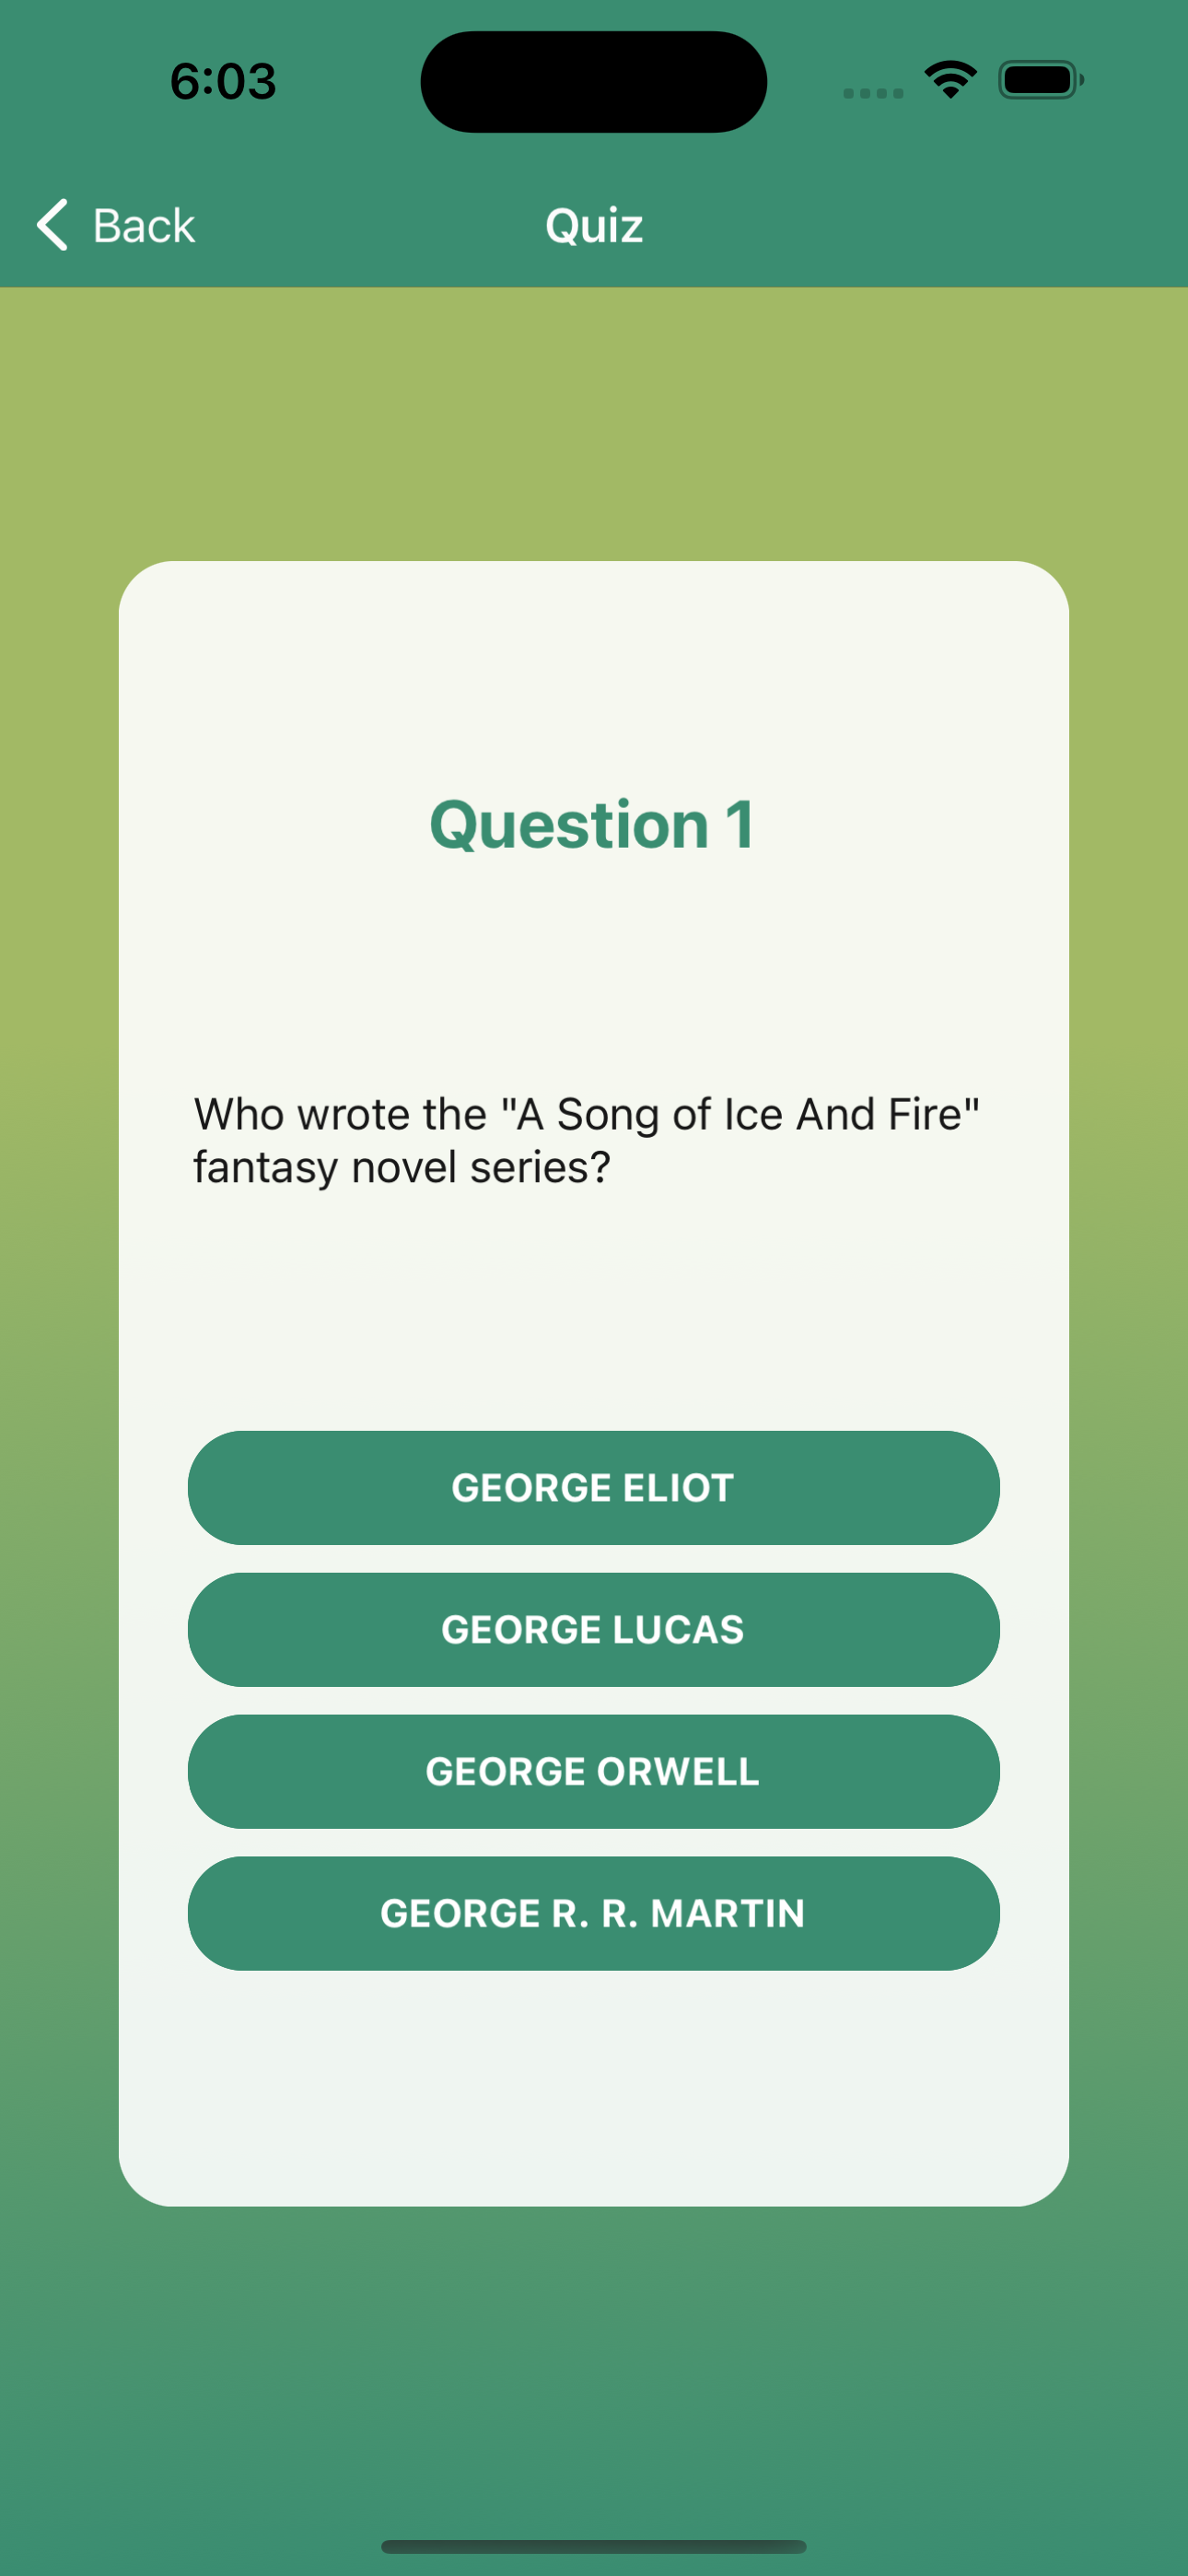 6:03
Back
Quiz
Question 1
Who wrote the "A Song of Ice And Fire"
fantasy novel series?
GEORGE ELIOT
GEORGE LUCAS
GEORGE ORWELL
GEORGE R. R. MARTIN